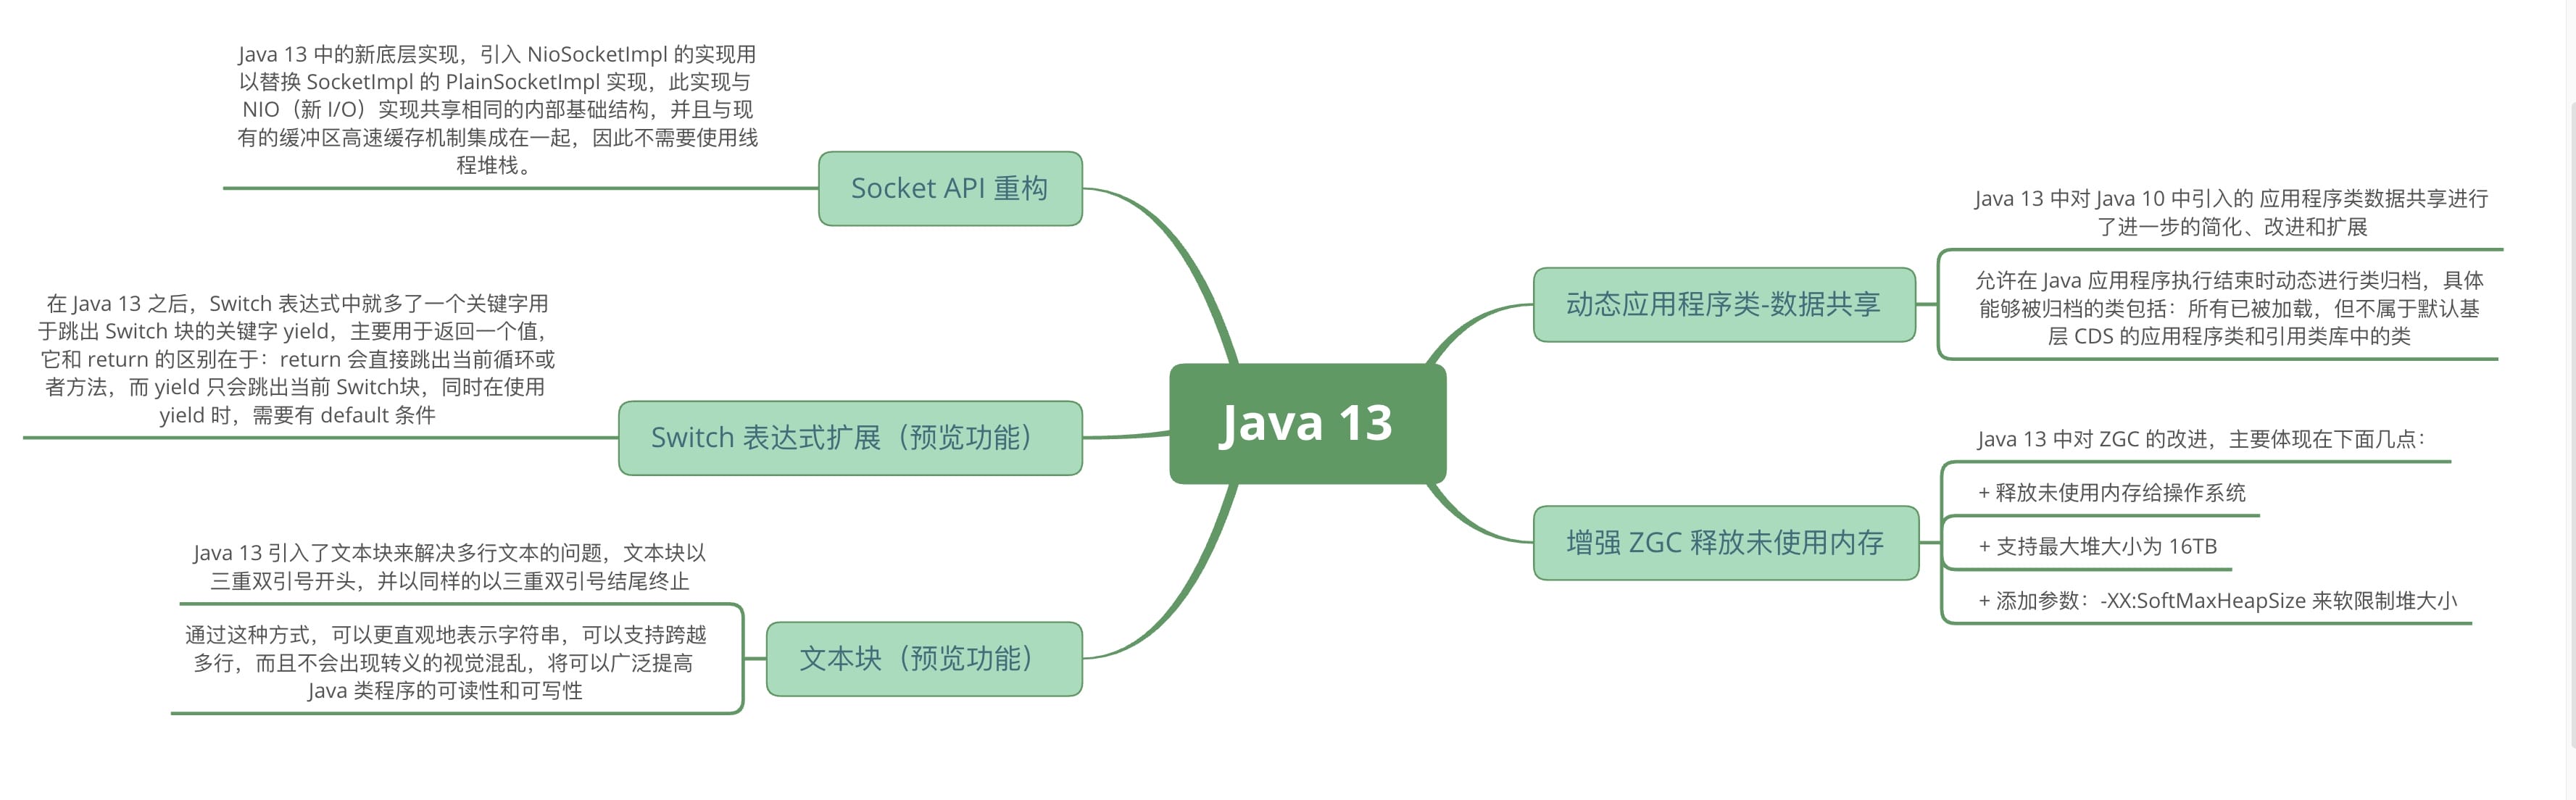 Java 13 中的新底层实现，引入 NioSocketImpl 的实现用
以替换 SocketImpl 的 PlainSocketImpl 实现，此实现与
NIO（新 I/O）实现共享相同的内部基础结构，并且与现
有的缓冲区高速缓存机制集成在一起，因此不需要使用线
程堆栈。
Socket API 重构
在 Java 13 之后，Switch 表达式中就多了一个关键字用
于跳出 Switch 块的关键字 yield，主要用于返回一个值，
它和 return 的区别在于：return 会直接跳出当前循环或
者方法，而 yield 只会跳出当前 Switch块，同时在使用
yield 时，需要有 default 条件
Switch 表达式扩展（预览功能）
Java 13 引入了文本块来解决多行文本的问题，文本块以
三重双引号开头，并以同样的以三重双引号结尾终止
通过这种方式，可以更直观地表示字符串，可以支持跨越
多行，而且不会出现转义的视觉混乱，将可以广泛提高
Java 类程序的可读性和可写性
文本块（预览功能）
Java 13
动态应用程序类-数据共享
Java 13 中对 Java 10 中引入的 应用程序类数据共享进行
了进一步的简化、改进和扩展
允许在 Java 应用程序执行结束时动态进行类归档，具体
能够被归档的类包括：所有已被加载，但不属于默认基
层 CDS 的应用程序类和引用类库中的类
增强 ZGC 释放未使用内存
Java 13 中对 ZGC 的改进，主要体现在下面几点：
+ 释放未使用内存给操作系统
+ 支持最大堆大小为 16TB
+ 添加参数：-XX:SoftMaxHeapSize 来软限制堆大小